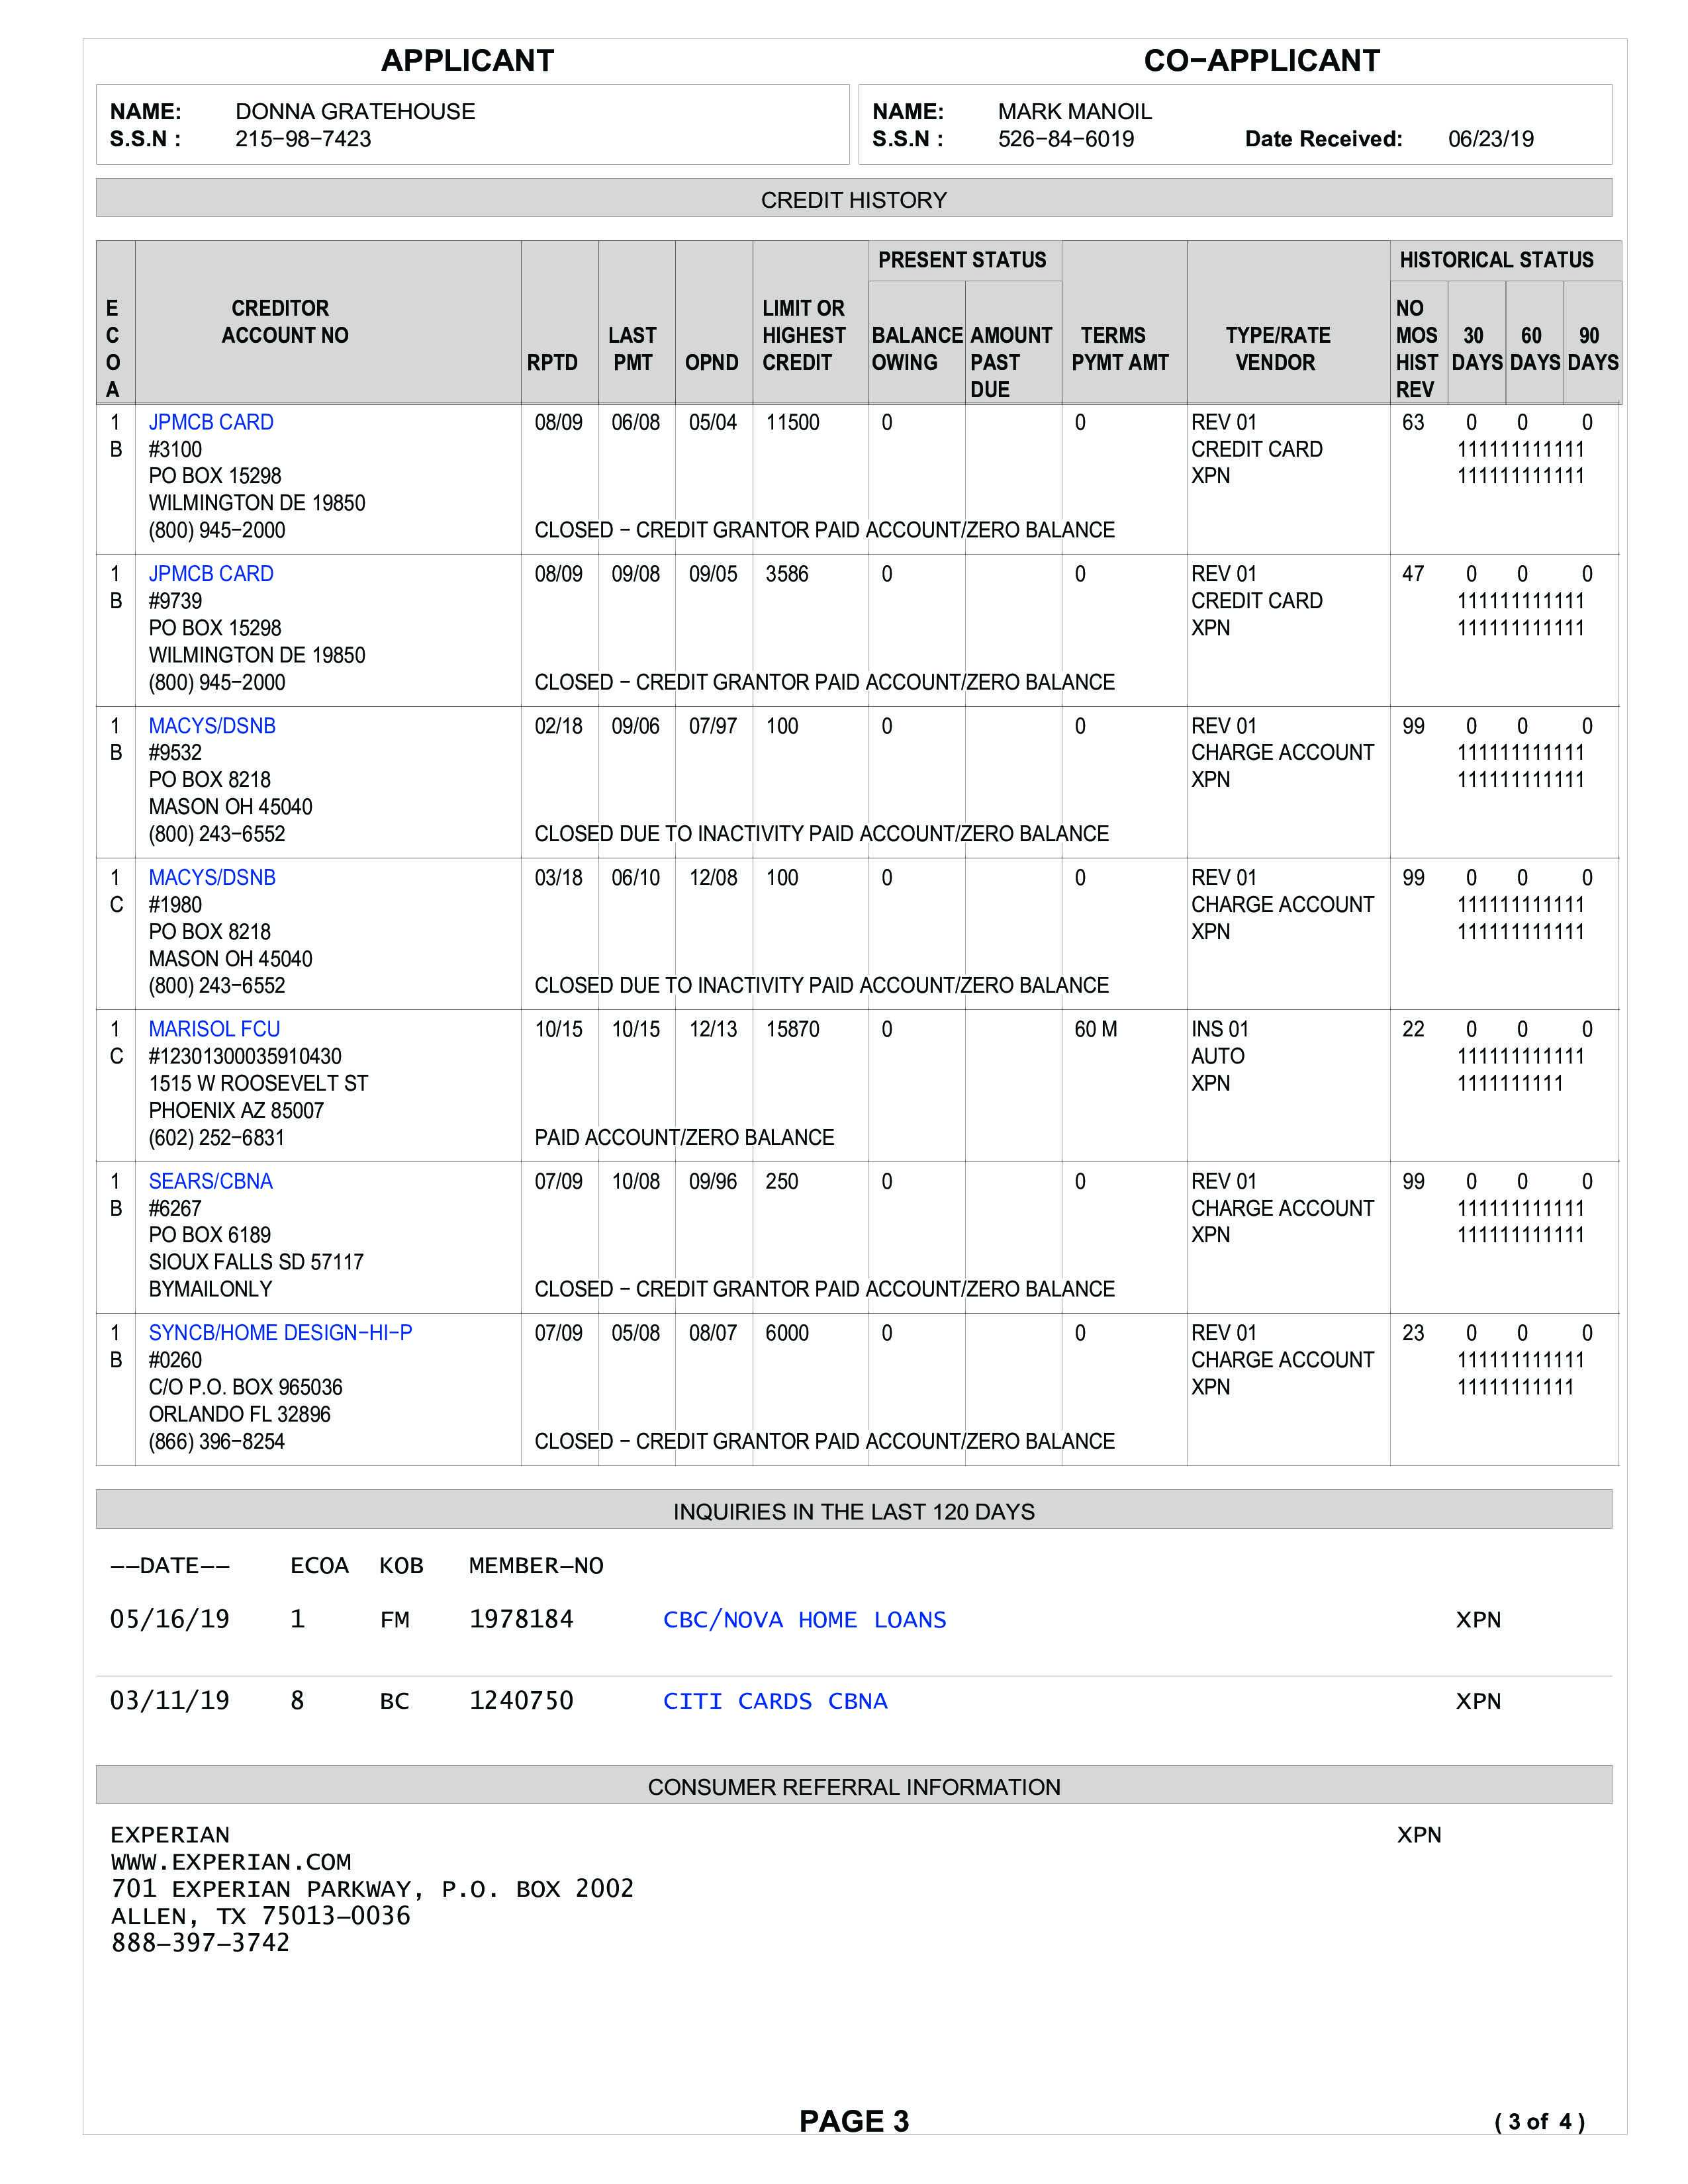 APPLICANT CO-APPLICANT
NAME: DONNA GRATEHOUSE NAME: MARK MANOIL
S.S.N : 215-98-7423 S.S.N : 526-84-6019 Date Received: 06/23/19
CREDIT HISTORY
PRESENT STATUS HISTORICAL STATUS
E CREDITOR LIMIT OR NO
C ACCOUNT NO LAST HIGHEST BALANCE AMOUNT TERMS TYPE/RATE MOS 30 60 90
O RPTD PMT OPND CREDIT OWING PAST PYMT AMT VENDOR HIST DAYS DAYS DAYS
A DUE REV
1 JPMCB CARD 08/09 06/08 05/04 11500 0 0 REV 01 63 0 0 0
B #3100 CREDIT CARD 111111111111
PO BOX 15298 XPN 111111111111
WILMINGTON DE 19850
(800) 945-2000 CLOSED - CREDIT GRANTOR PAID ACCOUNT/ZERO BALANCE
1 JPMCB CARD 08/09 09/08 09/05 3586 0 0 REV 01 47 0 0 0
B #9739 CREDIT CARD 111111111111
PO BOX 15298 XPN 111111111111
WILMINGTON DE 19850
(800) 945-2000 CLOSED - CREDIT GRANTOR PAID ACCOUNT/ZERO BALANCE
1 MACYS/DSNB 02/18 09/06 07/97 100 0 0 REV 01 99 0 0 0
B #9532 CHARGE ACCOUNT 111111111111
PO BOX 8218 XPN 111111111111
MASON OH 45040
(800) 243-6552 CLOSED DUE TO INACTIVITY PAID ACCOUNT/ZERO BALANCE
1 MACYS/DSNB 03/18 06/10 12/08 100 0 0 REV 01 99 0 0 0
C #1980 CHARGE ACCOUNT 111111111111
PO BOX 8218 XPN 111111111111
MASON OH 45040
(800) 243-6552 CLOSED DUE TO INACTIVITY PAID ACCOUNT/ZERO BALANCE
1 MARISOL FCU 10/15 10/15 12/13 15870 0 60 M INS 01 22 0 0 0
C #12301300035910430 AUTO 111111111111
1515 W ROOSEVELT ST XPN 1111111111
PHOENIX AZ 85007
(602) 252-6831 PAID ACCOUNT/ZERO BALANCE
1 SEARS/CBNA 07/09 10/08 09/96 250 0 0 REV 01 99 0 0 0
B #6267 CHARGE ACCOUNT 111111111111
PO BOX 6189 XPN 111111111111
SIOUX FALLS SD 57117
BYMAILONLY CLOSED - CREDIT GRANTOR PAID ACCOUNT/ZERO BALANCE
1 SYNCB/HOME DESIGN-HI-P 07/09 05/08 08/07 6000 0 0 REV 01 23 0 0 0
B #0260 CHARGE ACCOUNT 111111111111
C/O P.O. BOX 965036 XPN 11111111111
ORLANDO FL 32896
(866) 396-8254 CLOSED - CREDIT GRANTOR PAID ACCOUNT/ZERO BALANCE
INQUIRIES IN THE LAST 120 DAYS
--DATE-- ECOA KOB MEMBER-NO
05/16/19 1 FM 1978184 CBC/NOVA HOME LOANS XPN
03/11/19 8 BC 1240750 CITI CARDS CBNA XPN
CONSUMER REFERRAL INFORMATION
EXPERIAN XPN
WWW.EXPERIAN.COM
701 EXPERIAN PARKWAY, P.O. BOX 2002
ALLEN, TX 75013-0036
888-397-3742
PAGE 3 ( 3 of 4 )